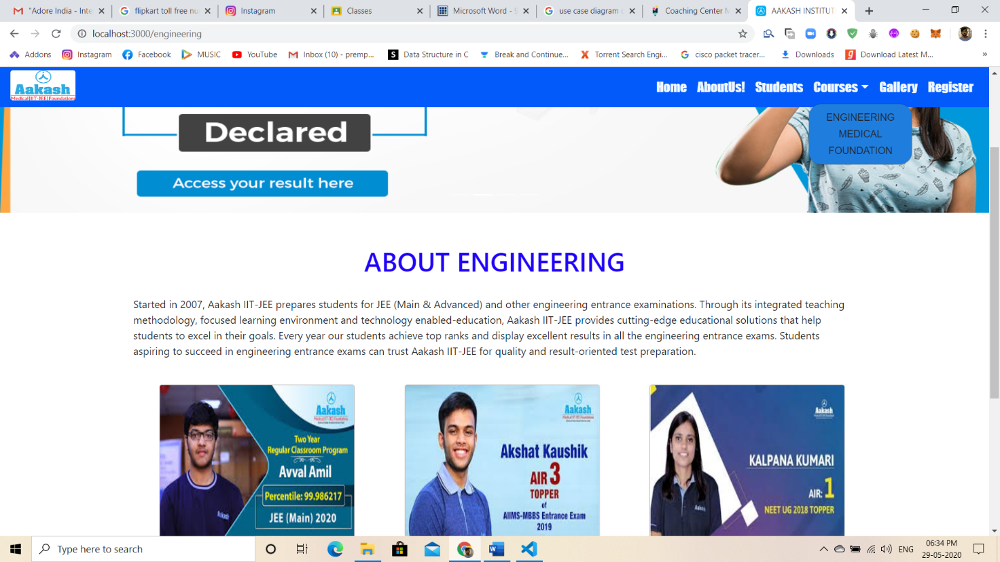 "Adore India - Inte
flipkart toll free nu
Instagram
Classes
Microsoft Word - S
use case diagram o
Coaching Center M
AAKASH INSTITUT
localhost:3000/engineering
Addons
Instagram
Facebook
MUSIC
YouTube
Inbox (10) - premp...
Data Structure in C
Break and Continue...
Torrent Search Engi...
cisco packet tracer...
Downloads
Download Latest M...
»
Aakash
Medical|IIT-JEE|Foundations
Home
AboutUs!
Students
Courses
Gallery
Register
ENGINEERING
MEDICAL
FOUNDATION
Declared
Access your result here
ABOUT ENGINEERING
Started in 2007, Aakash IIT-JEE prepares students for JEE (Main & Advanced) and other engineering entrance examinations. Through its integrated teaching
methodology, focused learning environment and technology enabled-education, Aakash IIT-JEE provides cutting-edge educational solutions that help
students to excel in their goals. Every year our students achieve top ranks and display excellent results in all the engineering entrance exams. Students
aspiring to succeed in engineering entrance exams can trust Aakash IIT-JEE for quality and result-oriented test preparation.
Aakash
Medical|IIT-JEE|Foundations
Two Year
Regular Classroom Program
Avval Amil
Percentile: 99.986217
JEE (Main) 2020
Aakash
Aakash
Medical|IIT-JEE|Foundations
Akshat Kaushik
AIR 3
TOPPER
of
AIIMS-MBBS Entrance Exam
2019
Aakash
KALPANA KUMARI
AIR: 1
NEET UG 2018 TOPPER
Aakash
Type here to search
ENG
06:34 PM
29-05-2020